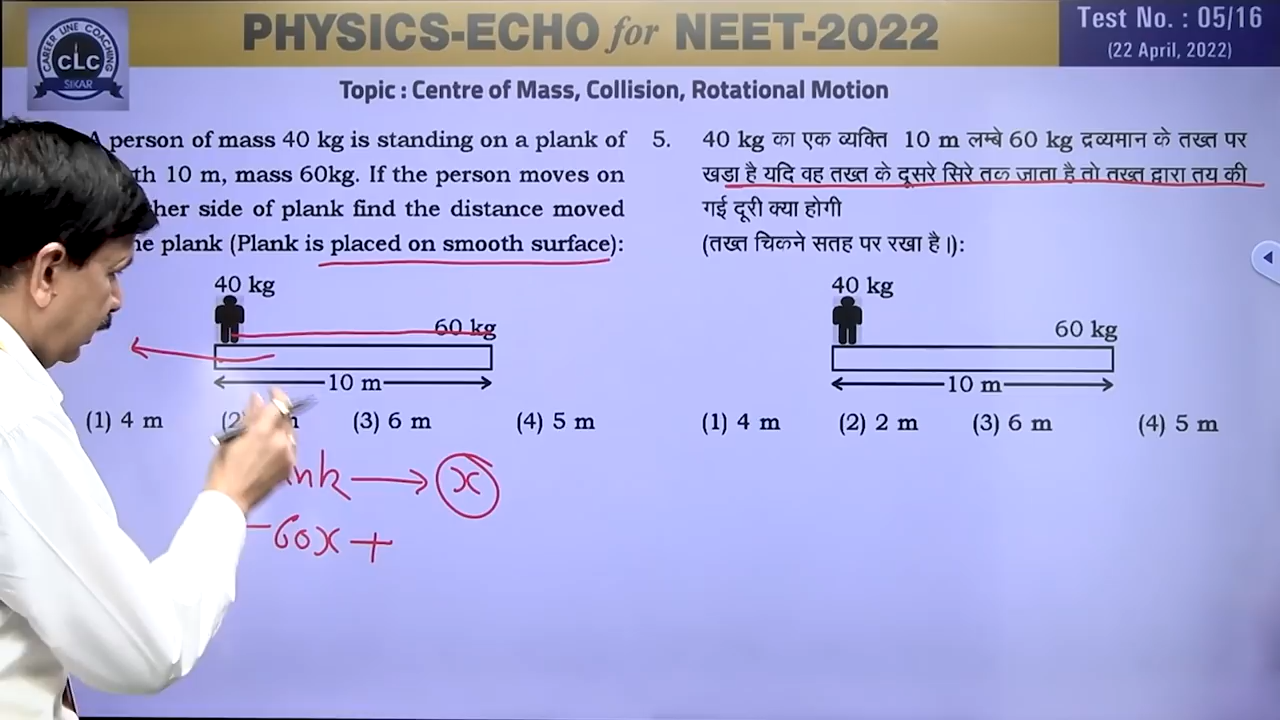 PHYSICS-ECHO for NEET-2022
Test No. : 05/16
(22 April, 2022)
CAREER LINE COACHING
CLC
SIKAR
Topic : Centre of Mass, Collision, Rotational Motion
person of mass 40 kg is standing on a plank of
10 m, mass 60kg. If the person moves on
side of plank find the distance moved
plank (Plank is placed on smooth surface):
40 kg
60 kg
10 m
(1) 4 m
(3) 6 m
(4) 5 m
x
-60x +
5. 40 kg का एक व्यक्ति 10 m लम्बे 60 kg द्रव्यमान के तख्त पर
खड़ा है यदि वह तख्त के दूसरे सिरे तक जाता है तो तख्त द्वारा तय की
गई दूरी क्या होगी
(तख्त चिकने सतह पर रखा है।):
40 kg
60 kg
10 m
(1) 4 m (2) 2 m (3) 6 m (4) 5 m